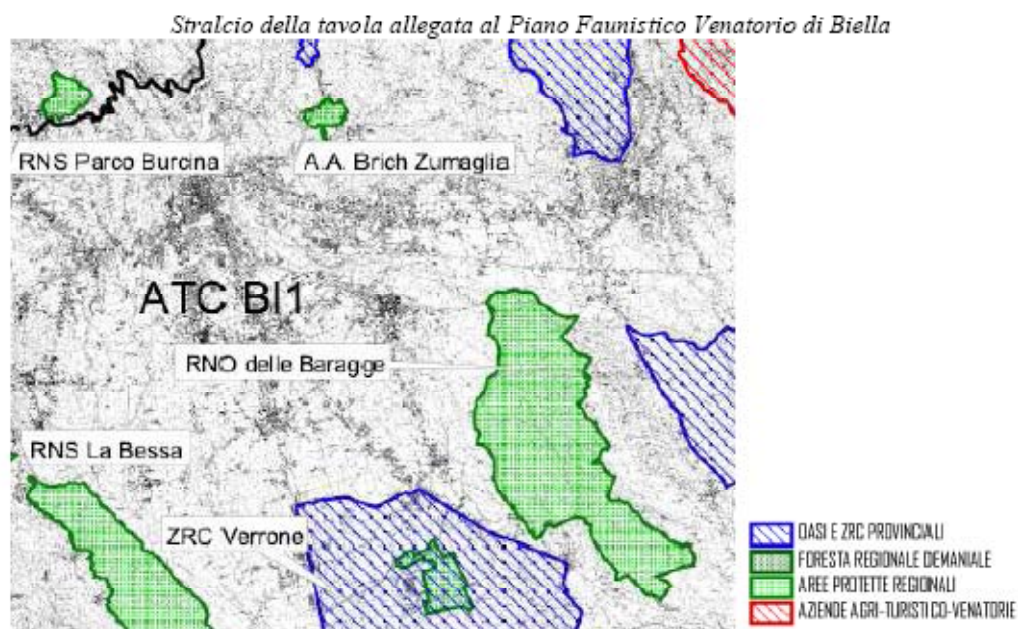 Stralcio della tavola allegata al Piano Faunistico Venatorio di Biella
RNS Parco Burcina
A.A. Brich Zumaglia
ATC BI1
RNO delle Baragge
RNS La Bessa
ZRC Verrone
OASI E ZRC PROVINCIALI
FORESTA REGIONALE DEMANIALE
AREE PROTETTE REGIONALI
AZIENDE AGRI-TURISTICO-VENATORIE